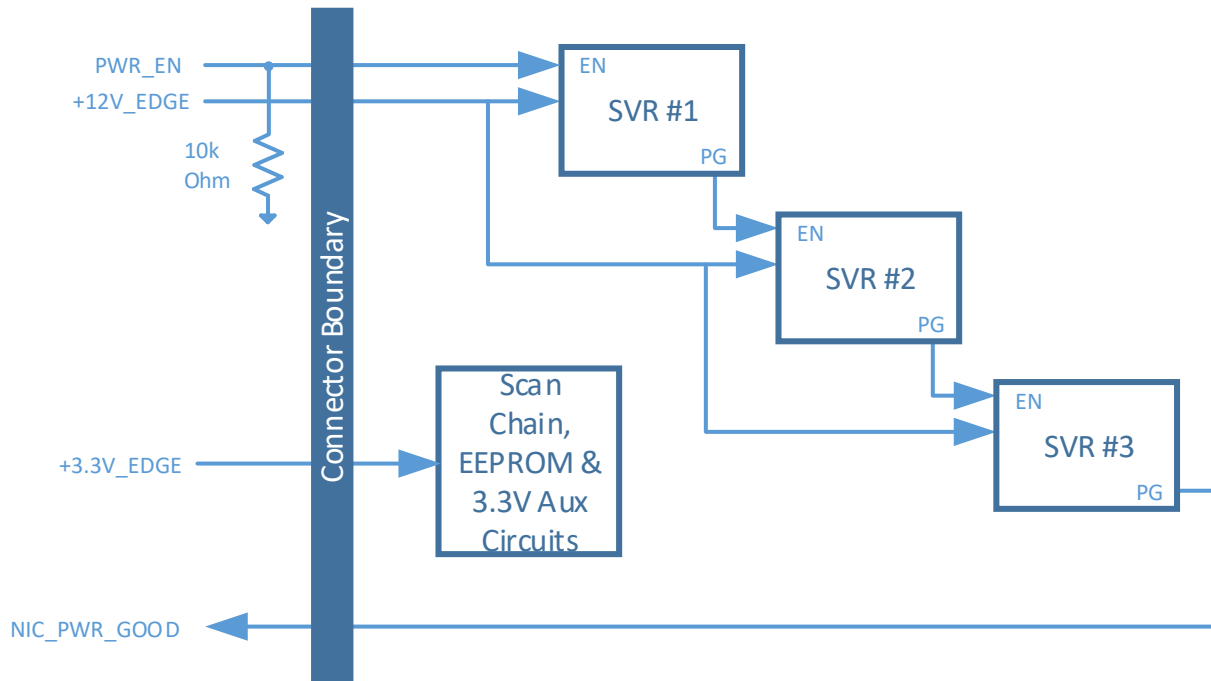 PWR_EN
+12V_EDGE
10k
Ohm
Connector Boundary
EN
SVR #1
PG
EN
SVR #2
PG
EN
SVR #3
PG
Scan
Chain,
EEPROM &
3.3V Aux
Circuits
+3.3V_EDGE
NIC_PWR_GOOD